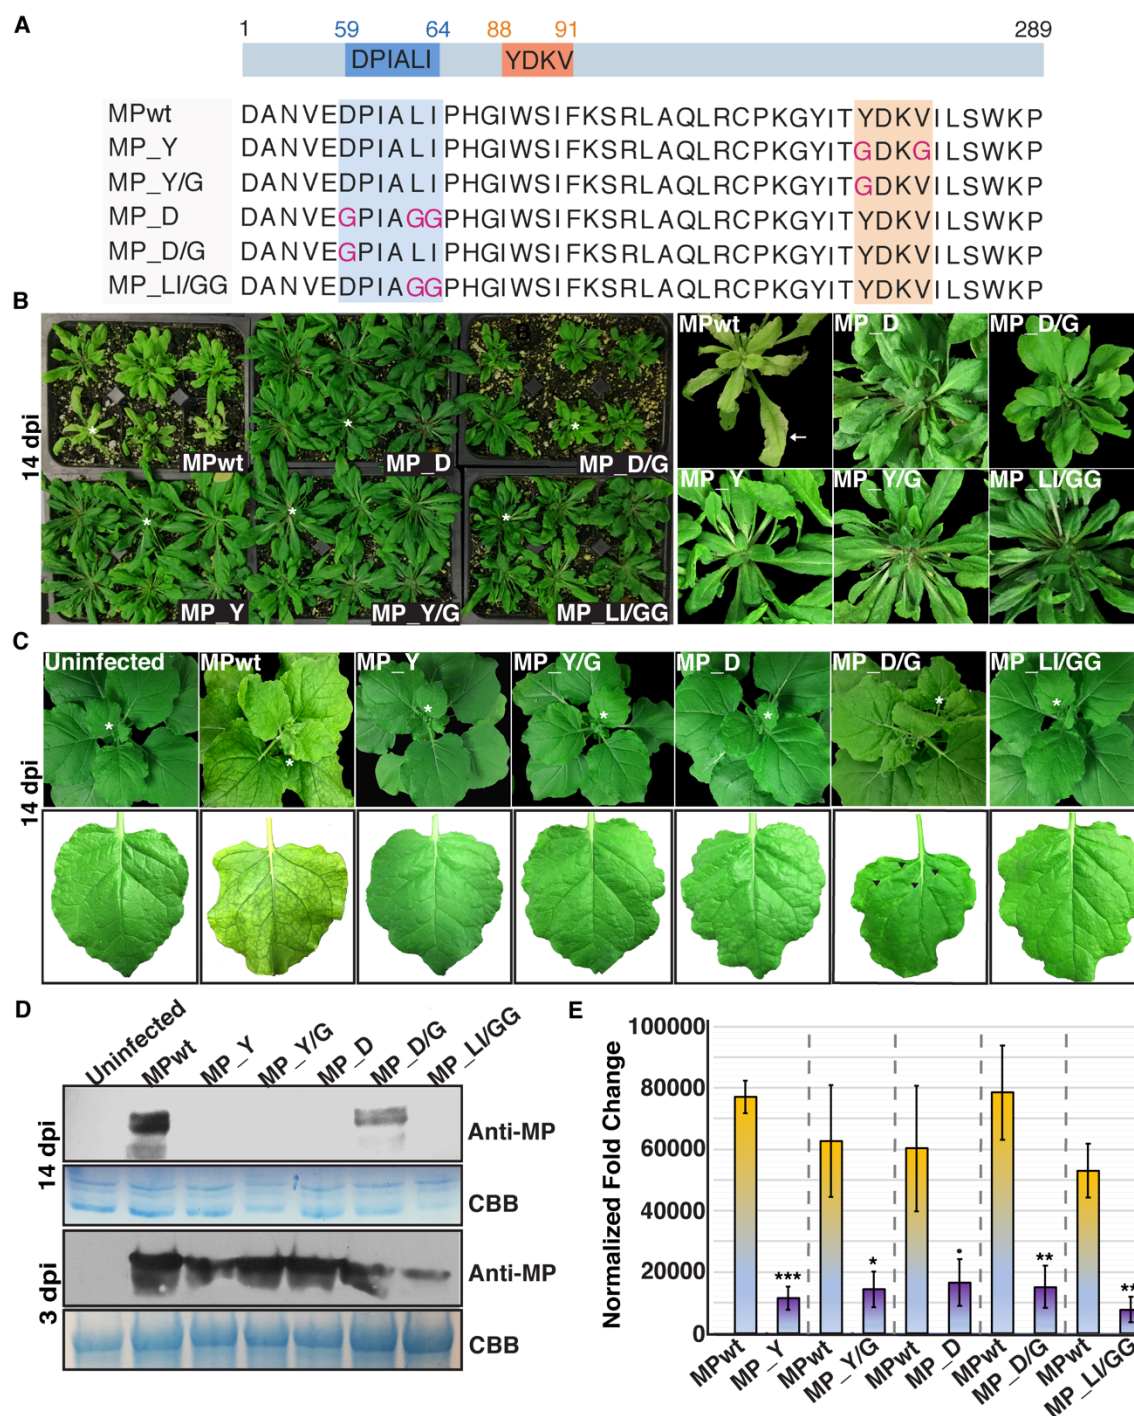 A
1 59 64 88 91 289
DPIALI YDKV
MPwt DANVEDPIALIPHGIWSIFKSRLAQLRCPKGYITYDKVILSWKP
MP_Y DANVEDPIALIPHGIWSIFKSRLAQLRCPKGYITGDKGILSWKP
MP_Y/G DANVEDPIALIPHGIWSIFKSRLAQLRCPKGYITGDKVILSWKP
MP_D DANVEGPIAGGPHGIWSIFKSRLAQLRCPKGYITYDKVILSWKP
MP_D/G DANVEGPIALIPHGIWSIFKSRLAQLRCPKGYITYDKVILSWKP
MP_LI/GG DANVEDPIAGGPHGIWSIFKSRLAQLRCPKGYITYDKVILSWKP
B
14 dpi
B
MPwt MP_D MP_D/G
MP_Y MP_Y/G MP_LI/GG
MPwt MP_D MP_D/G
MP_Y MP_Y/G MP_LI/GG
C
14 dpi
Uninfected MPwt MP_Y MP_Y/G MP_D MP_D/G MP_LI/GG
D
Uninfected MPwt MP_Y MP_Y/G MP_D MP_D/G MP_LI/GG
14 dpi
Anti-MP
CBB
3 dpi
Anti-MP
CBB
E
Normalized Fold Change
100000
80000
60000
40000
20000
0
*** * • ** **
MPwt MP_Y MPwt MP_Y/G MPwt MP_D MPwt MP_D/G MPwt MP_LI/GG